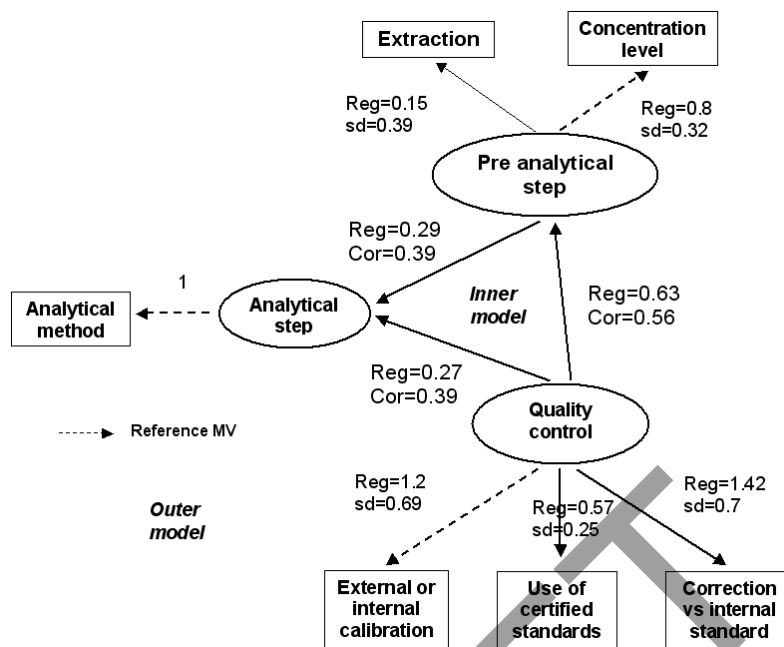 Extraction
Concentration
level
Reg=0.15
sd=0.39
Reg=0.8
sd=0.32
Pre analytical
step
Reg=0.29
Cor=0.39
1
Analytical
method
Analytical
step
Inner
model
Reg=0.63
Cor=0.56
Reg=0.27
Cor=0.39
Quality
control
Reference MV
Outer
model
Reg=1.2
sd=0.69
Reg=0.57
sd=0.25
Reg=1.42
sd=0.7
External or
internal
calibration
Use of
certified
standards
Correction
vs internal
standard